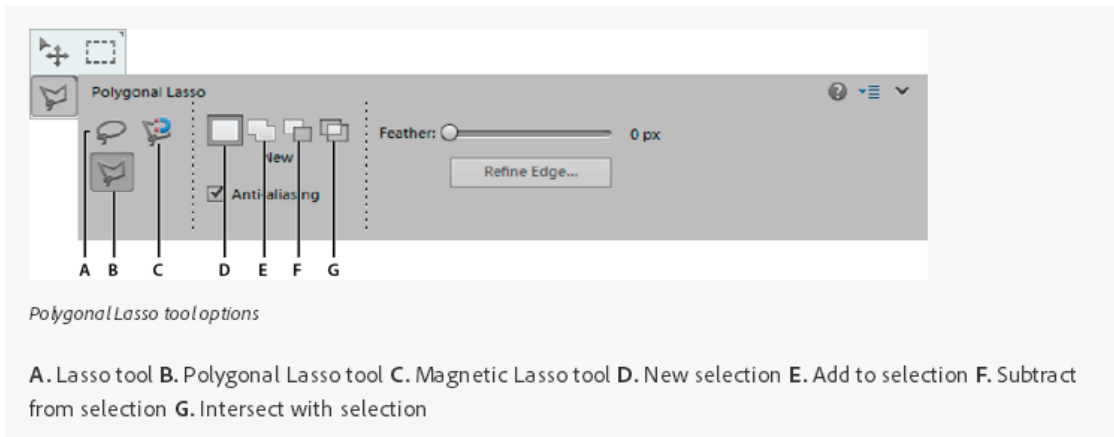 Polygonal Lasso
Feather: 0 px
New
Refine Edge...
Anti-aliasing
A B C D E F G
Polygonal Lasso tool options
A. Lasso tool B. Polygonal Lasso tool C. Magnetic Lasso tool D. New selection E. Add to selection F. Subtract
from selection G. Intersect with selection